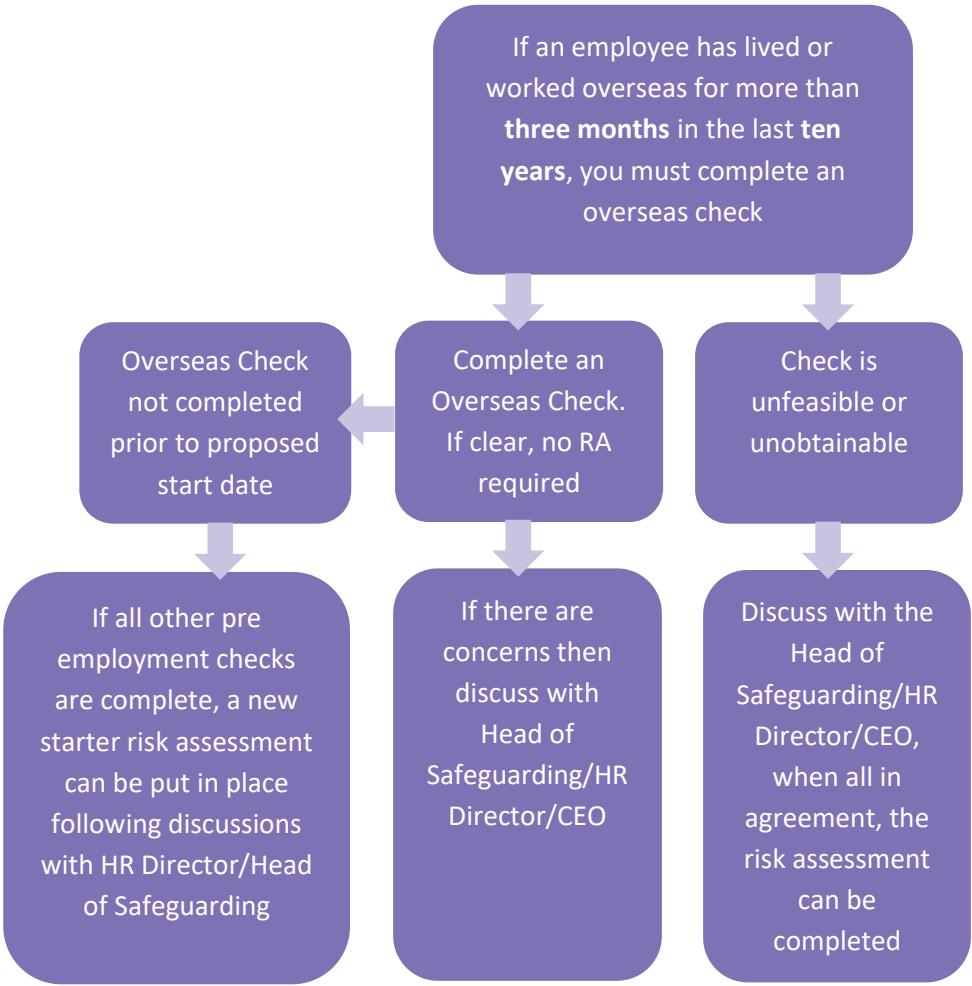 If an employee has lived or
worked overseas for more than
three months in the last ten
years, you must complete an
overseas check
Overseas Check
not completed
prior to proposed
start date
Complete an
Overseas Check.
If clear, no RA
required
Check is
unfeasible or
unobtainable
If all other pre
employment checks
are complete, a new
starter risk assessment
can be put in place
following discussions
with HR Director/Head
of Safeguarding
If there are
concerns then
discuss with
Head of
Safeguarding/HR
Director/CEO
Discuss with the
Head of
Safeguarding/HR
Director/CEO,
when all in
agreement, the
risk assessment
can be
completed